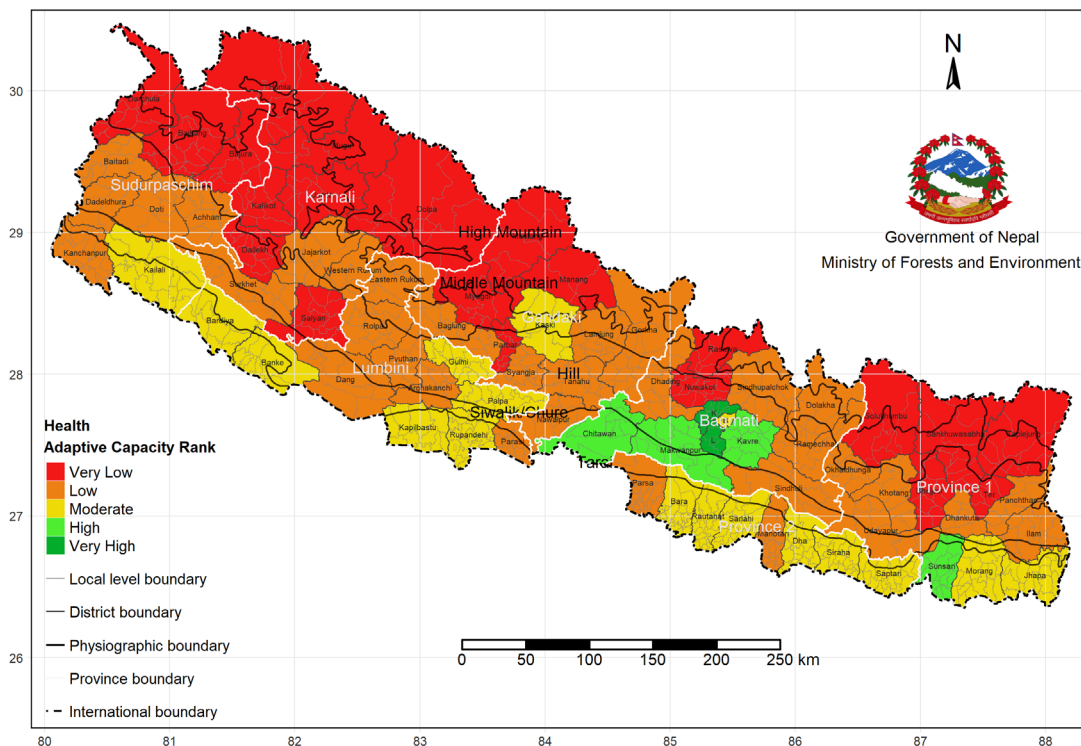 N
Government of Nepal
Ministry of Forests and Environment
30
29
28
27
26
Darchula
Humla
Bajhang
Bajura
Mugu
Baitadi
Sudurpaschim
Karnali
Dadeldhura
Doti
Achham
Kalikot
Dolpa
High Mountain
Kanchanpur
Kailali
Dailekh
Jajarkot
Surkhet
Western Rukum
Eastern Rukum
Middle Mountain
Manang
Myagdi
Salyan
Gandaki
Bardiya
Rolpa
Baglung
Kaski
Lamjung
Gorkha
Parbat
Banke
Lumbini
Pyuthan
Gulmi
Syangja
Hill
Dang
Arghakanchi
Tanahu
Dhading
Rasuwa
Nuwakot
Sindhupalchok
Palpa
Siwalik/Chure
Nawalpur
Kapilbastu
Rupandehi
Para
Chitawan
Bagmati
Kavre
Makwanpur
Dolakha
Ramechhap
Solukhumbu
Sankhuwasabha
Taplejung
Okhaldhunga
Parsa
Sindhuli
Khotang
Province 1
Ter
Panchthar
Bara
Rautahat
Sarlahi
Province 2
Mahottari
Dha
Siraha
Saptari
Udayapur
Dhankuta
Ilam
Sunsari
Morang
Jhapa
Health
Adaptive Capacity Rank
Very Low
Low
Moderate
High
Very High
Local level boundary
District boundary
Physiographic boundary
Province boundary
International boundary
0 50 100 150 200 250 km
80 81 82 83 84 85 86 87 88